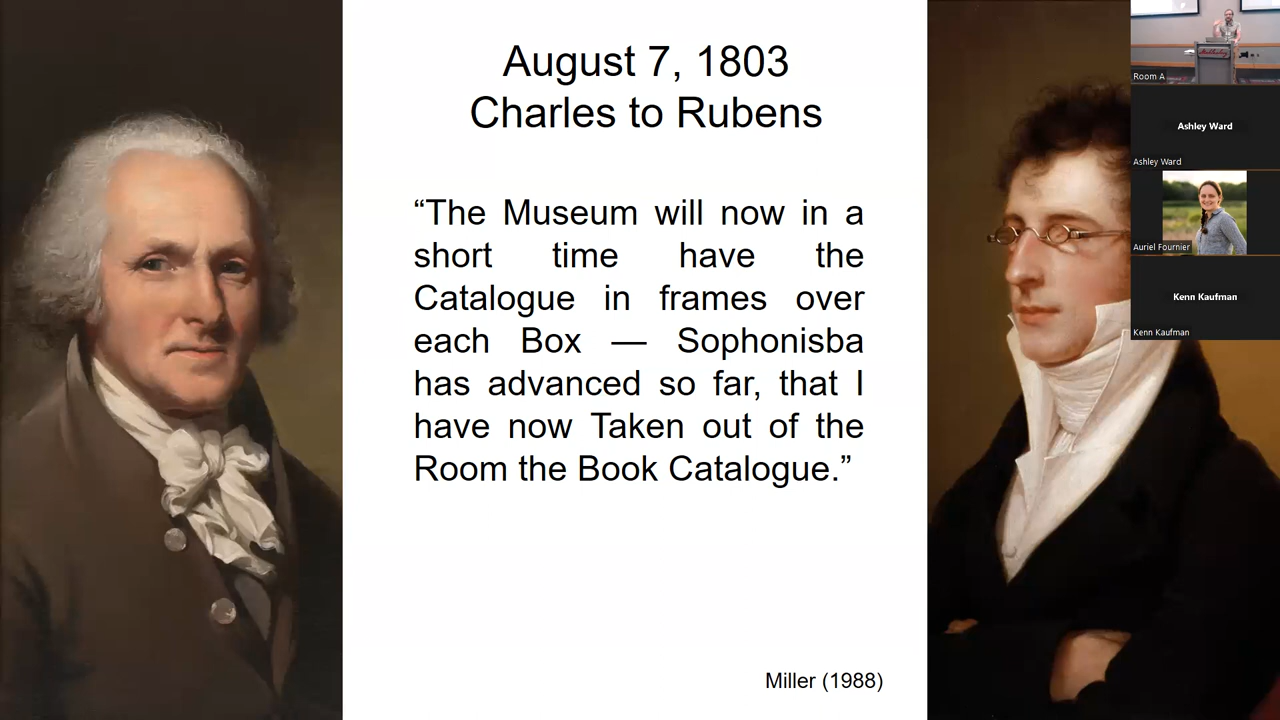 August 7, 1803
Charles to Rubens
“The Museum will now in a
short time have the
Catalogue in frames over
each Box — Sophonisba
has advanced so far, that I
have now Taken out of the
Room the Book Catalogue.”
Miller (1988)
Room A
Ashley Ward
Ashley Ward
Auriel Fournier
Kenn Kaufman
Kenn Kaufman